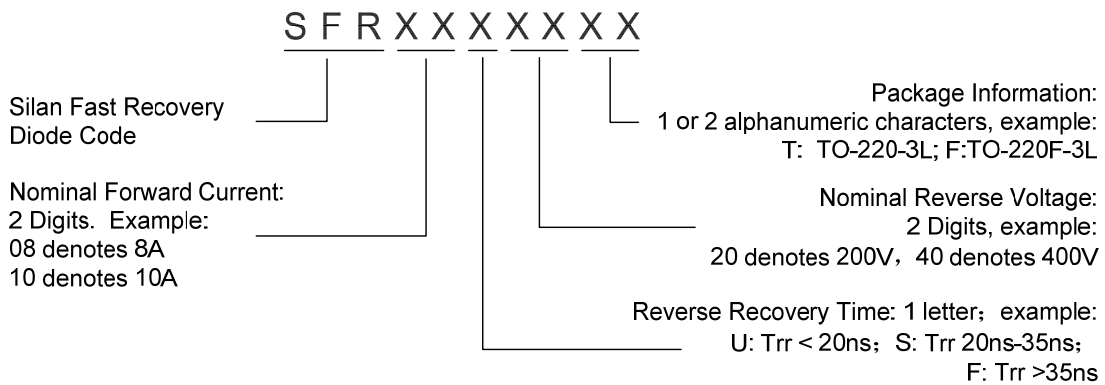 S F R X X X X X X X
Silan Fast Recovery
Diode Code
Nominal Forward Current:
2 Digits. Example:
08 denotes 8A
10 denotes 10A
Package Information:
1 or 2 alphanumeric characters, example:
T: TO-220-3L; F:TO-220F-3L
Nominal Reverse Voltage:
2 Digits, example:
20 denotes 200V，40 denotes 400V
Reverse Recovery Time: 1 letter；example:
U: Trr < 20ns；S: Trr 20ns-35ns；
F: Trr >35ns